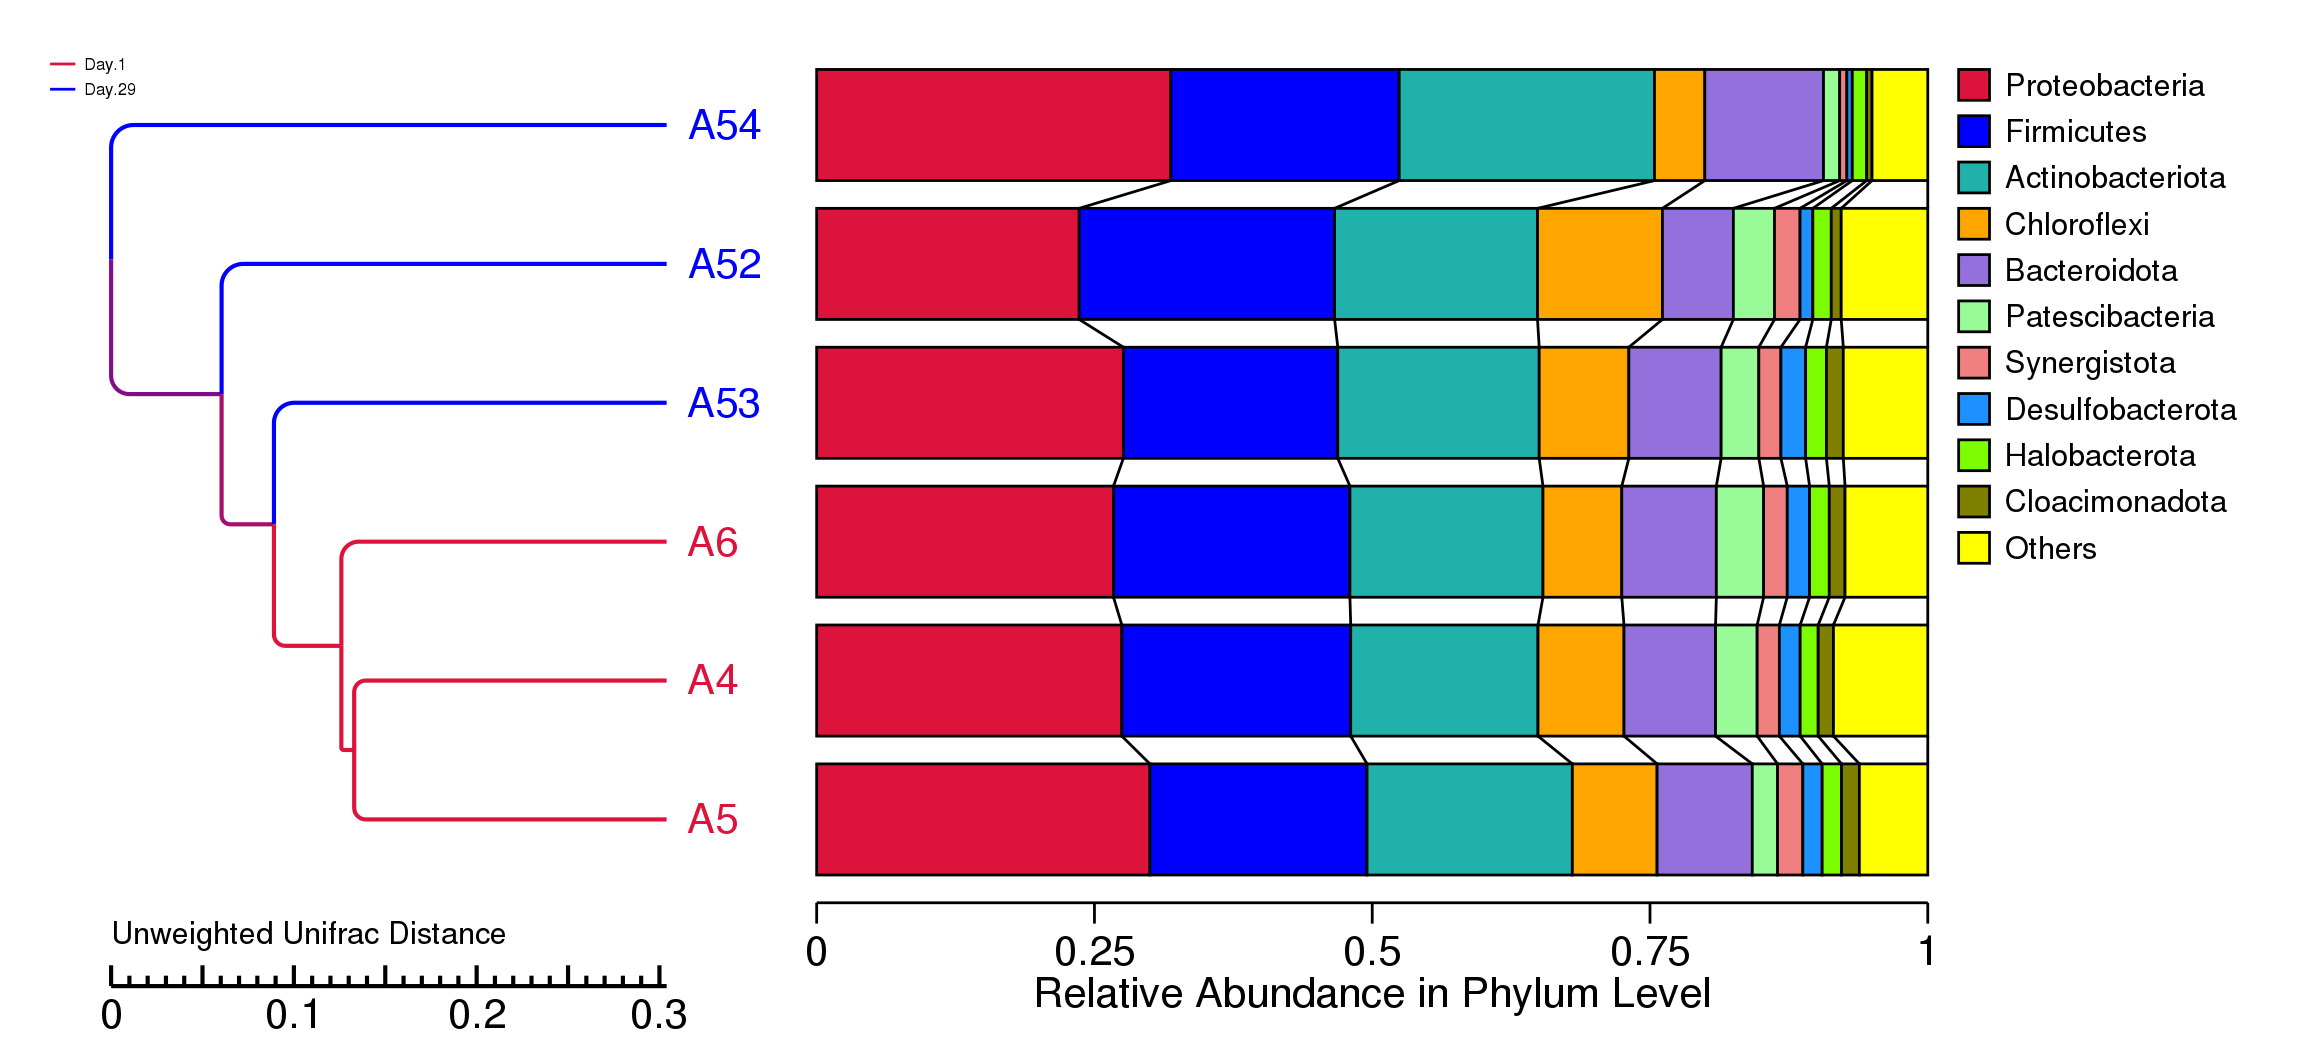 Day.1
Day.29
A54
A52
A53
A6
A4
A5
Proteobacteria
Firmicutes
Actinobacteriota
Chloroflexi
Bacteroidota
Patescibacteria
Synergistota
Desulfobacterota
Halobacterota
Cloacimonadota
Others
Unweighted Unifrac Distance
0 0.1 0.2 0.3
0 0.25 0.5 0.75 1
Relative Abundance in Phylum Level